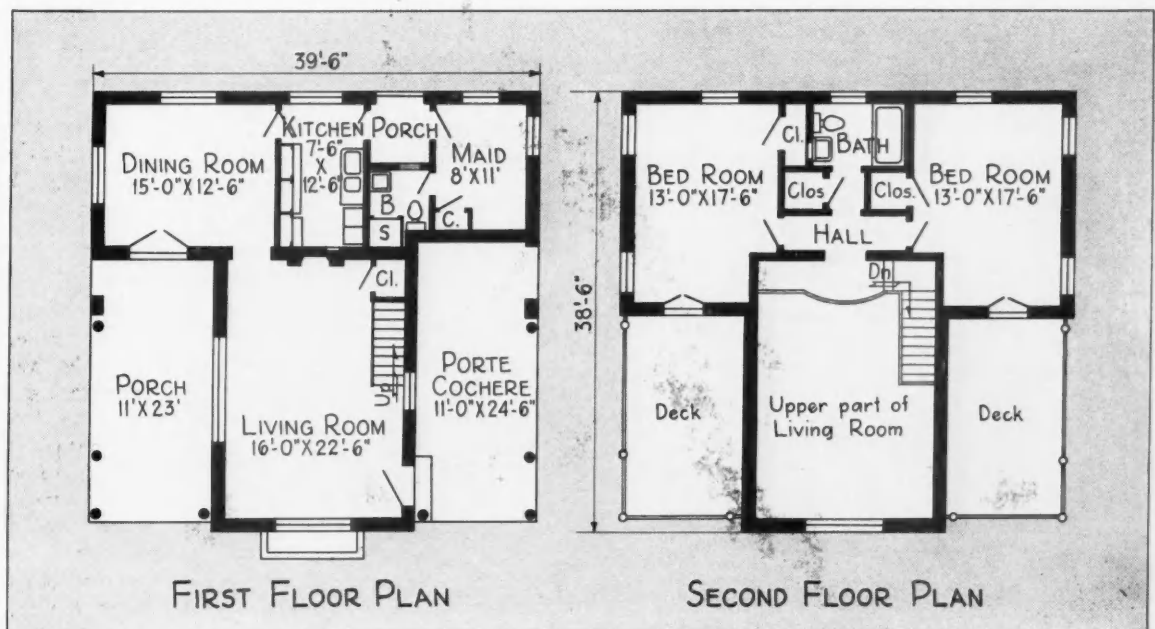 39'-6"
DINING ROOM
15'-0"X12'-6"
KITCHEN
7'-6"
X
12'-6"
PORCH
MAID
8'X11'
B
S
C.
Cl.
PORCH
11'X23'
Up
LIVING ROOM
16'-0"X22'-6"
PORTE
COCHERE
11'-0"X24'-6"
FIRST FLOOR PLAN
38'-6"
BED ROOM
13'-0"X17'-6"
Cl.
BATH
Clos.
Clos.
BED ROOM
13'-0"X17'-6"
HALL
Dn
Deck
Upper part of
Living Room
Deck
SECOND FLOOR PLAN